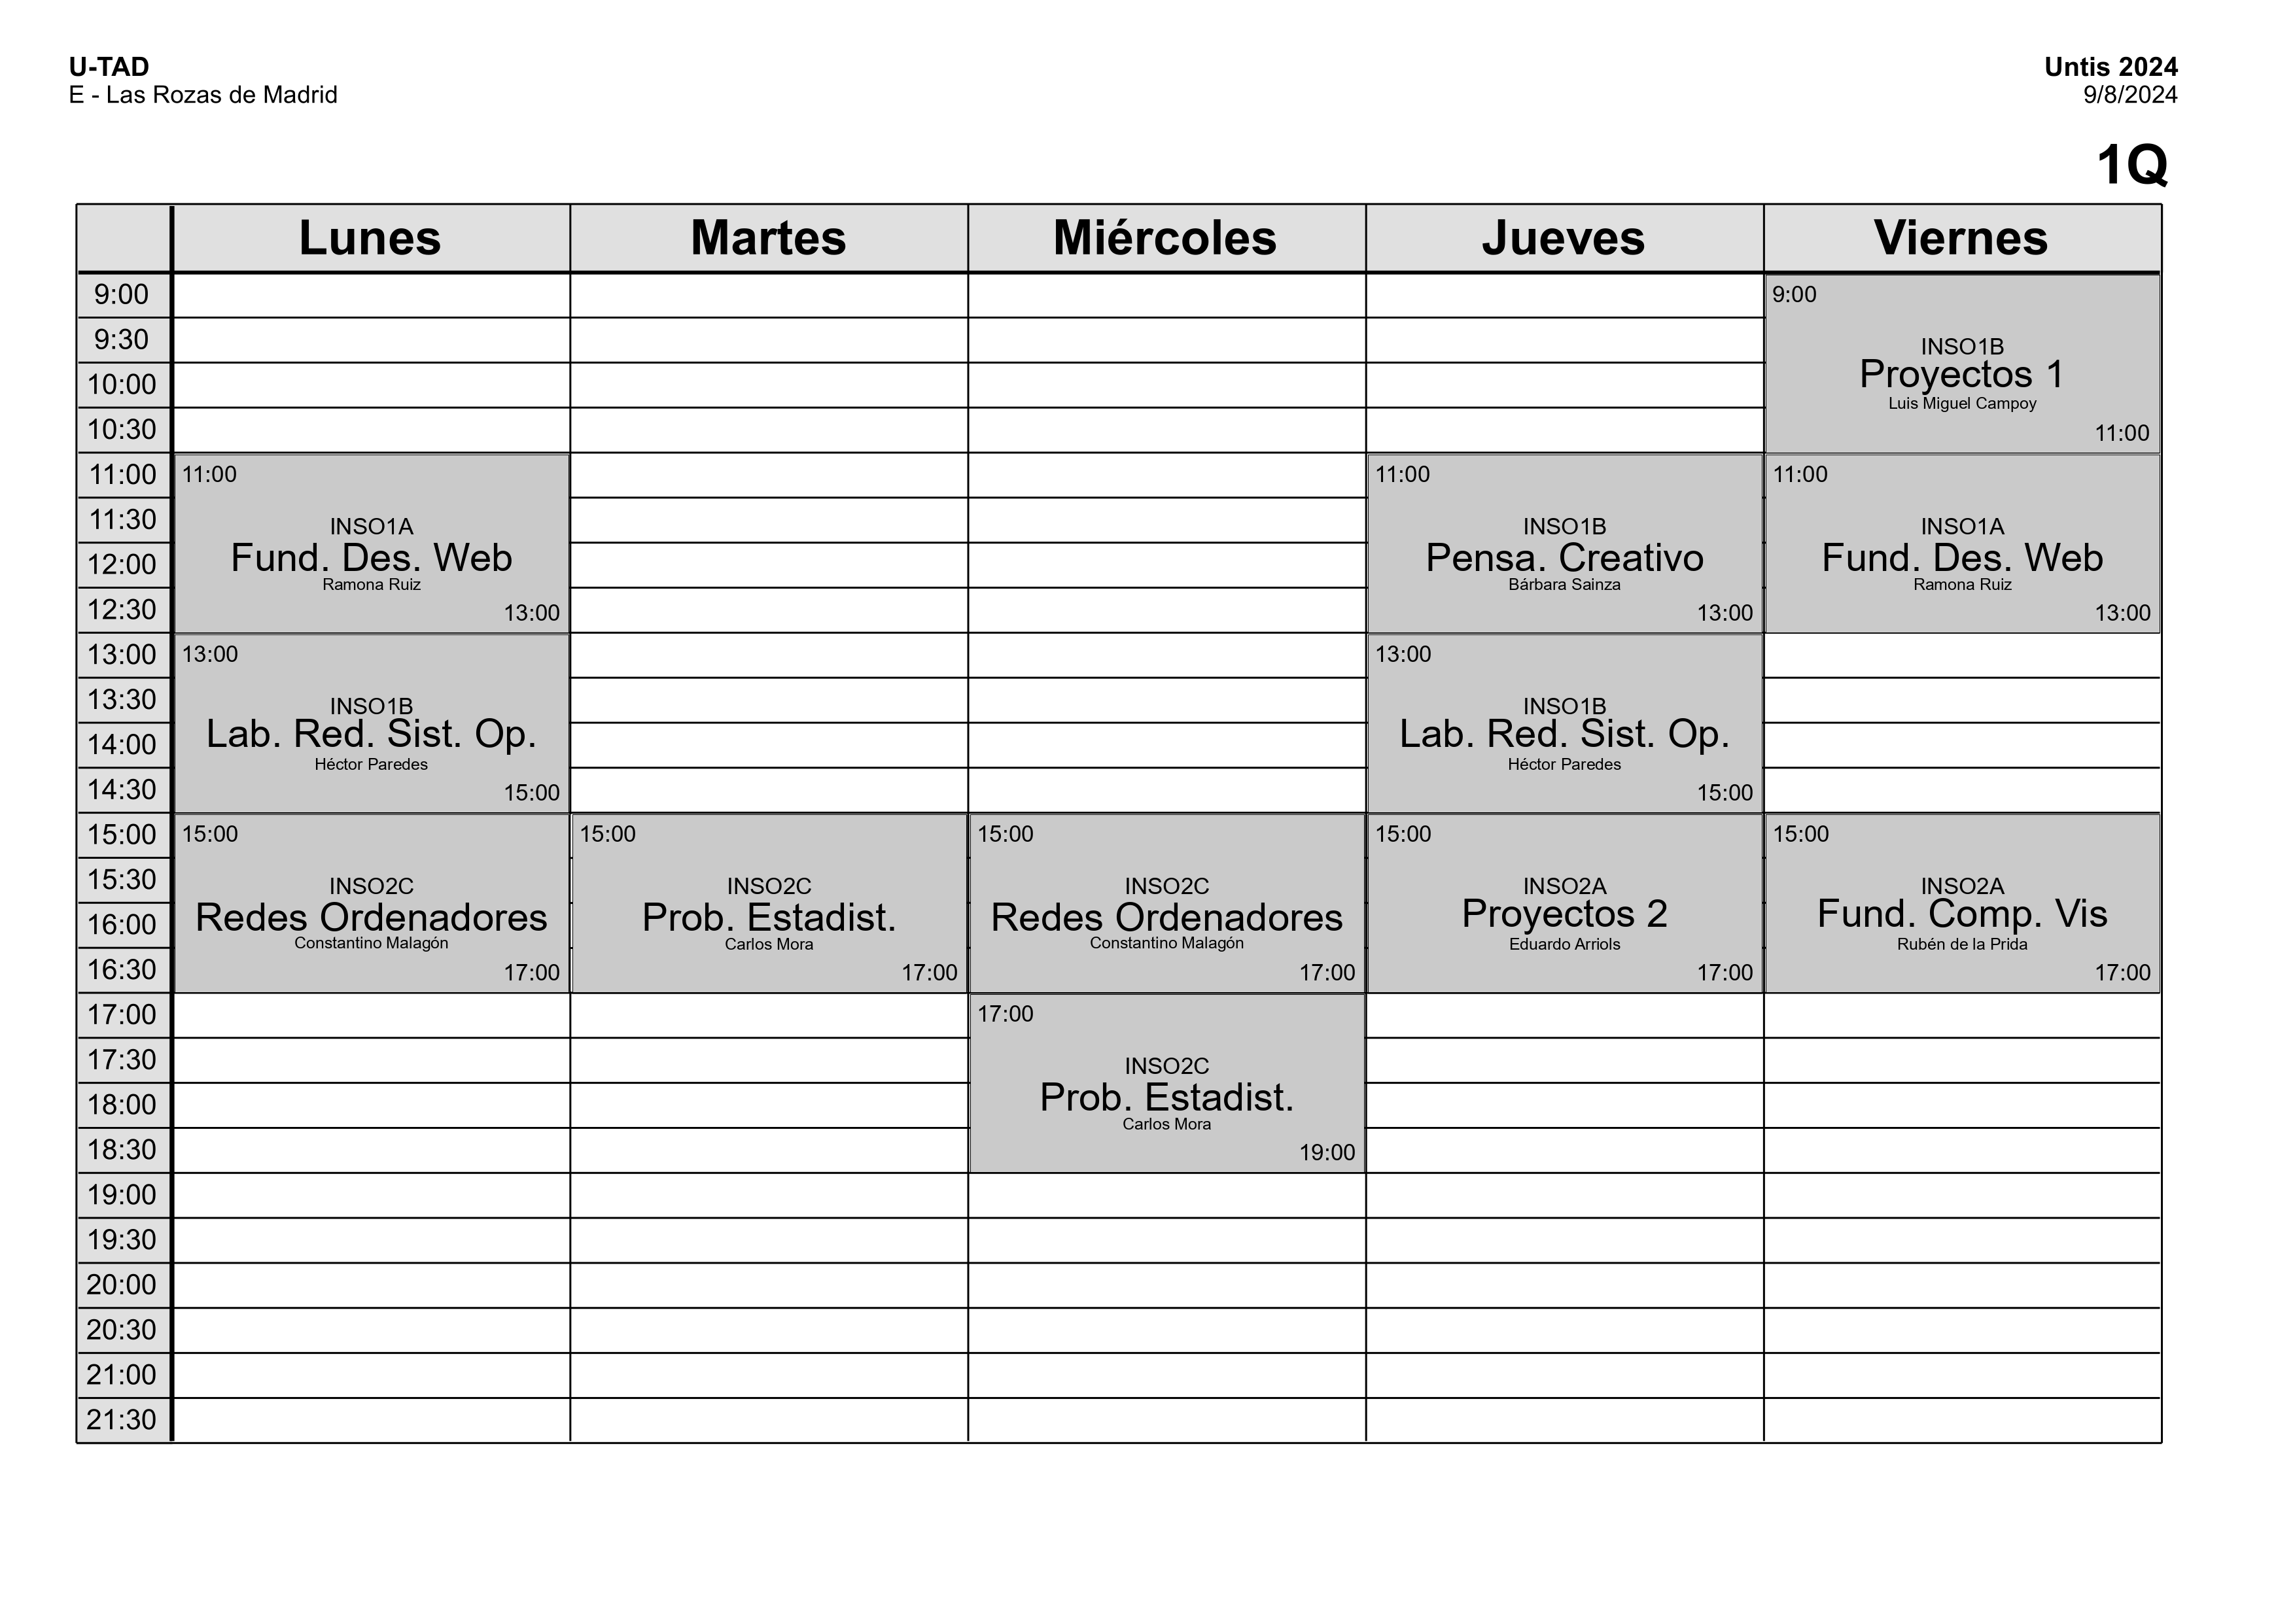 U-TAD
E - Las Rozas de Madrid
Untis 2024
9/8/2024
1Q
Lunes Martes Miércoles Jueves Viernes
9:00
9:30
10:00
10:30
11:00
11:30
12:00
12:30
13:00
13:30
14:00
14:30
15:00
15:30
16:00
16:30
17:00
17:30
18:00
18:30
19:00
19:30
20:00
20:30
21:00
21:30
11:00
INSO1A
Fund. Des. Web
Ramona Ruiz
13:00
13:00
INSO1B
Lab. Red. Sist. Op.
Héctor Paredes
15:00
15:00
INSO2C
Redes Ordenadores
Constantino Malagón
17:00
15:00
INSO2C
Prob. Estadist.
Carlos Mora
17:00
15:00
INSO2C
Redes Ordenadores
Constantino Malagón
17:00
17:00
INSO2C
Prob. Estadist.
Carlos Mora
19:00
11:00
INSO1B
Pensa. Creativo
Bárbara Sainza
13:00
13:00
INSO1B
Lab. Red. Sist. Op.
Héctor Paredes
15:00
15:00
INSO2A
Proyectos 2
Eduardo Arriols
17:00
9:00
INSO1B
Proyectos 1
Luis Miguel Campoy
11:00
11:00
INSO1A
Fund. Des. Web
Ramona Ruiz
13:00
15:00
INSO2A
Fund. Comp. Vis
Rubén de la Prida
17:00